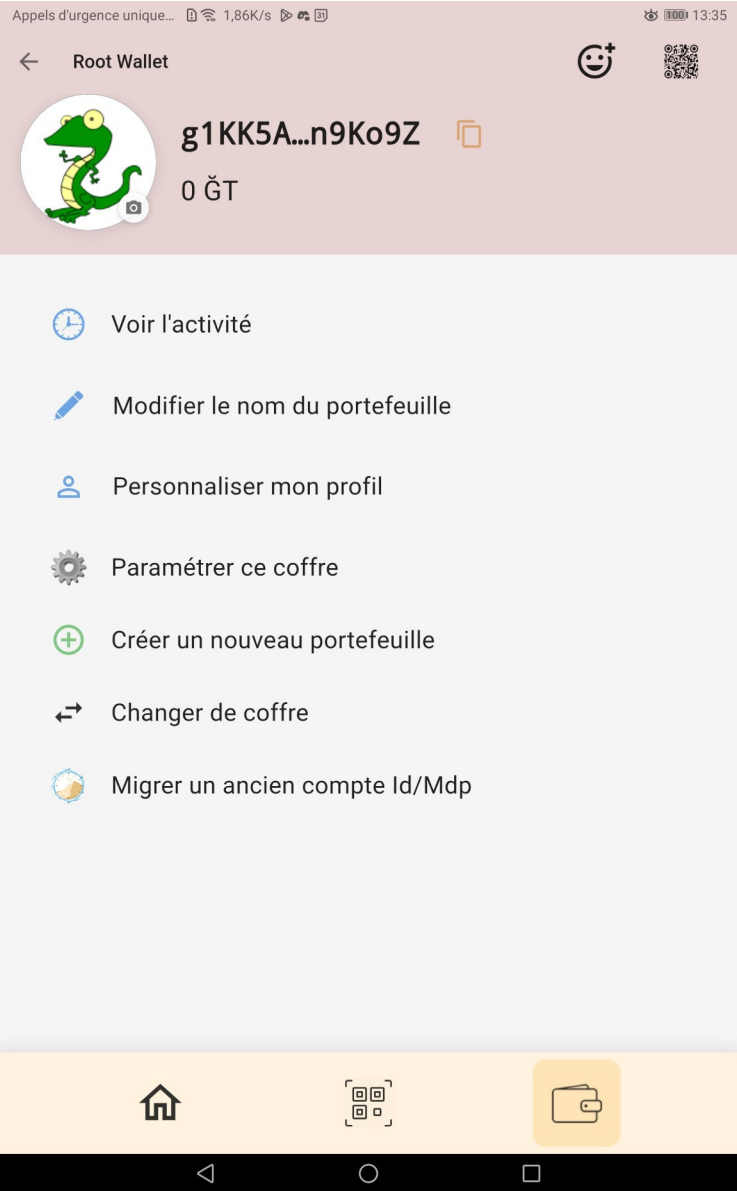 Appels d'urgence unique... 1,86K/s 31 100 13:35
Root Wallet
g1KK5A...n9Ko9Z
0 ĞT
Voir l'activité
Modifier le nom du portefeuille
Personnaliser mon profil
Paramétrer ce coffre
Créer un nouveau portefeuille
Changer de coffre
Migrer un ancien compte Id/Mdp